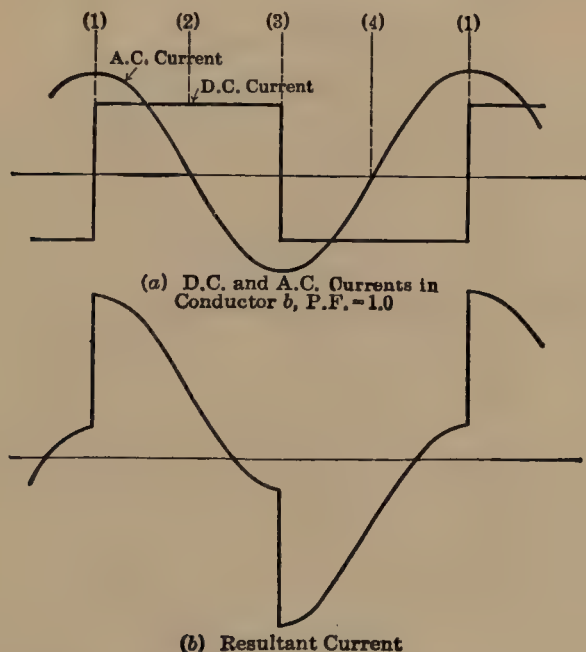 (1) (2) (3) (4) (1)
A.C. Current
D.C. Current
(a) D.C. and A.C. Currents in
Conductor b, P.F.=1.0
(b) Resultant Current